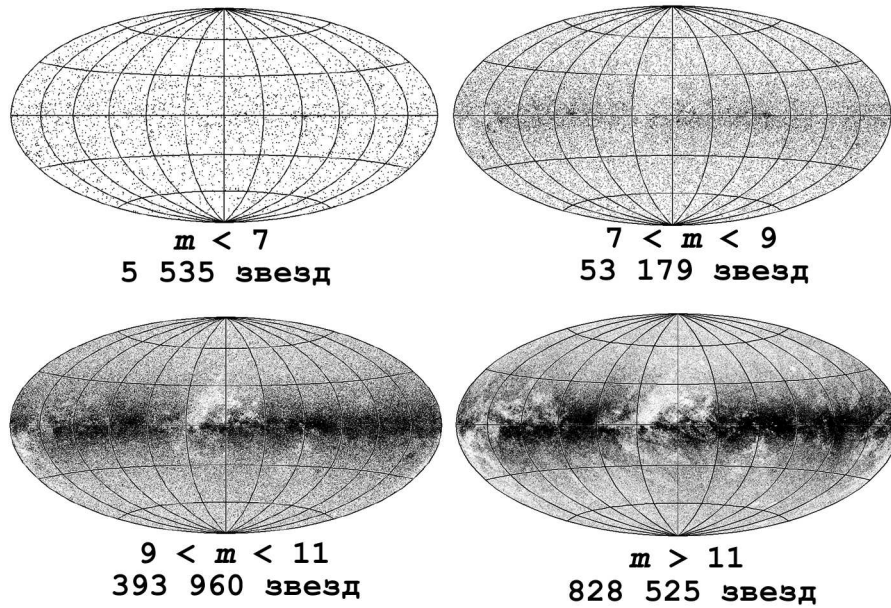 m < 7
5 535 звезд
7 < m < 9
53 179 звезд
9 < m < 11
393 960 звезд
m > 11
828 525 звезд